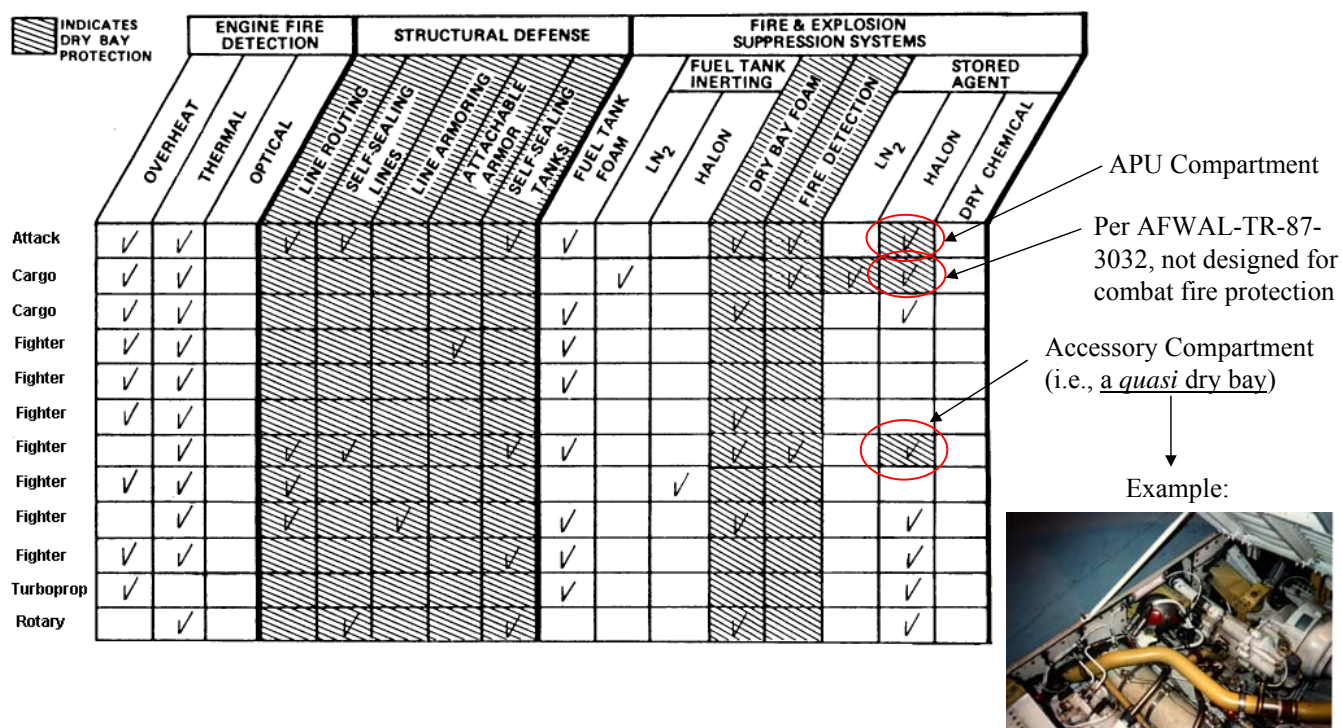 INDICATES
DRY BAY
PROTECTION
ENGINE FIRE
DETECTION
STRUCTURAL DEFENSE
FIRE & EXPLOSION
SUPPRESSION SYSTEMS
FUEL TANK
INERTING
STORED
AGENT
OVERHEAT
THERMAL
OPTICAL
LINE ROUTING
SELF-SEALING
LINES
LINE ARMORING
ATTACHABLE
ARMOR
SELF-SEALING
TANKS
FUEL TANK
FOAM
LN2
HALON
DRY BAY FOAM
FIRE DETECTION
LN2
HALON
DRY CHEMICAL
Attack
Cargo
Cargo
Fighter
Fighter
Fighter
Fighter
Fighter
Fighter
Fighter
Turboprop
Rotary
APU Compartment
Per AFWAL-TR-87-
3032, not designed for
combat fire protection
Accessory Compartment
(i.e., a quasi dry bay)
Example: